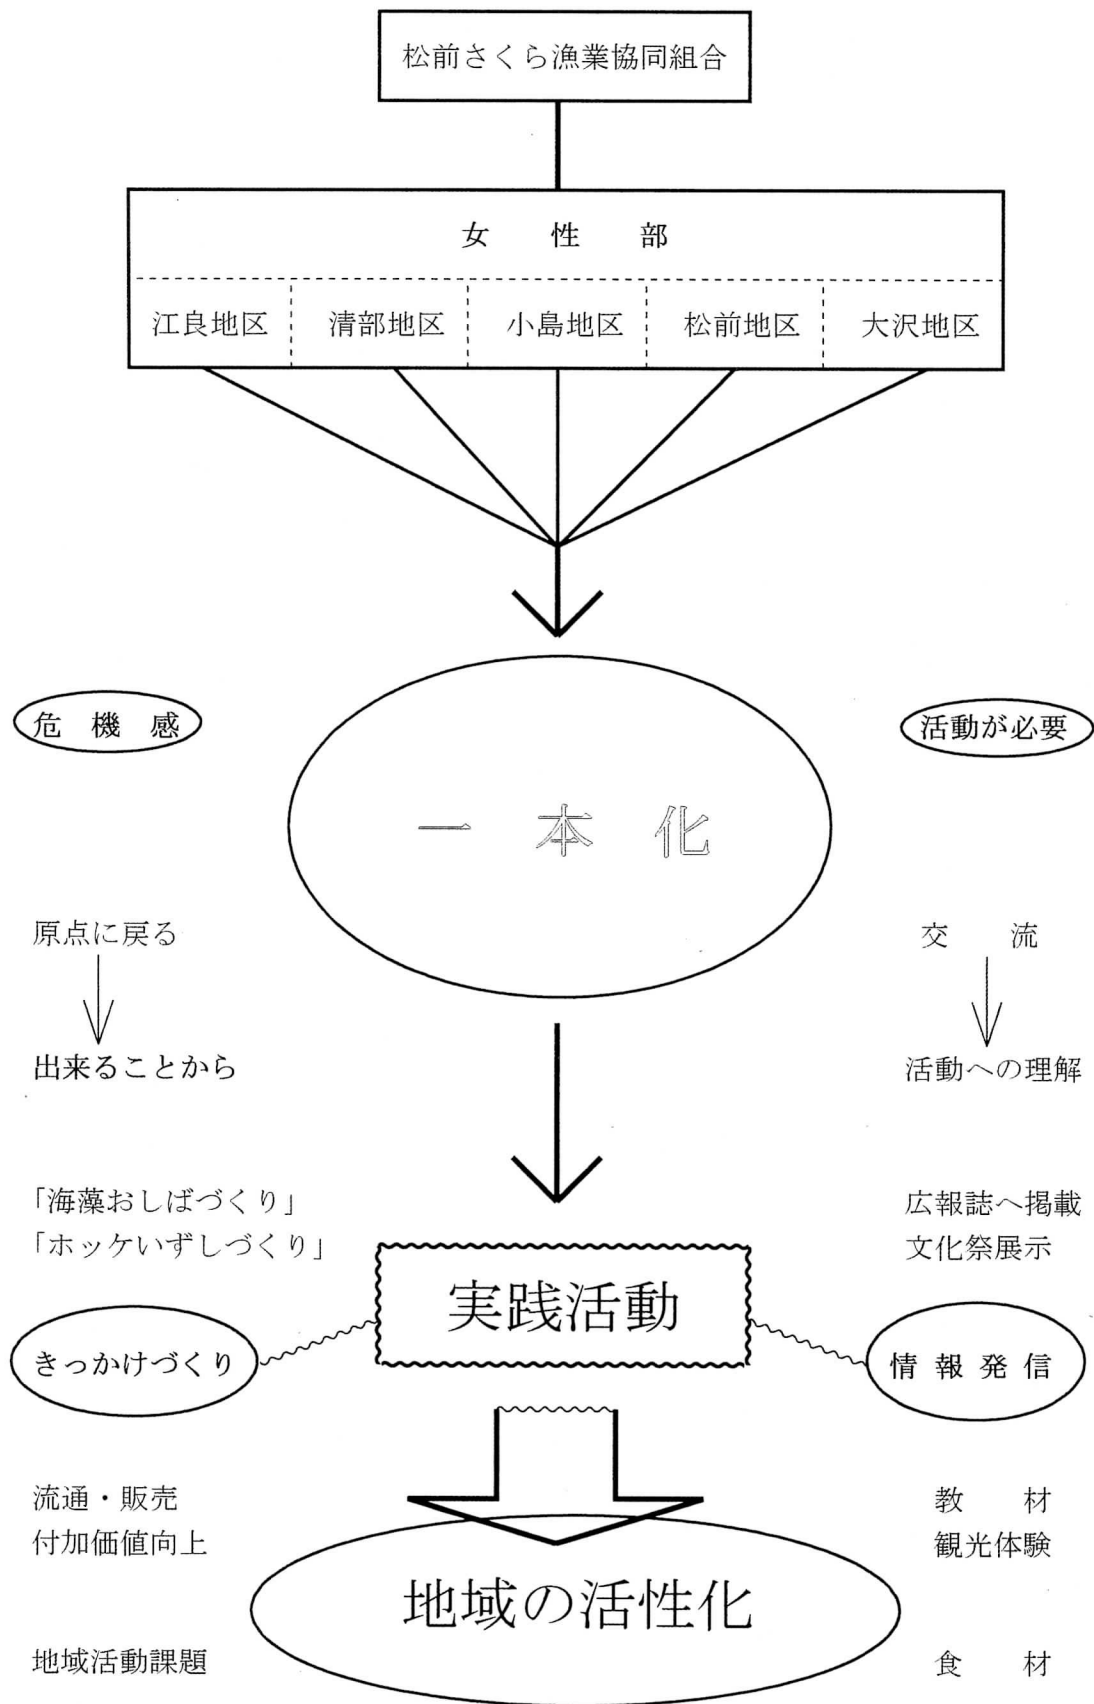 松前さくら漁業協同組合
女 性 部
江良地区 清部地区 小島地区 松前地区 大沢地区
危 機 感
活動が必要
一 本 化
原点に戻る
交 流
出来ることから
活動への理解
「海藻おしばづくり」
「ホッケいずしづくり」
広報誌へ掲載
文化祭展示
実践活動
きっかけづくり
情 報 発 信
流通・販売
付加価値向上
教 材
観光体験
地域の活性化
地域活動課題
食 材